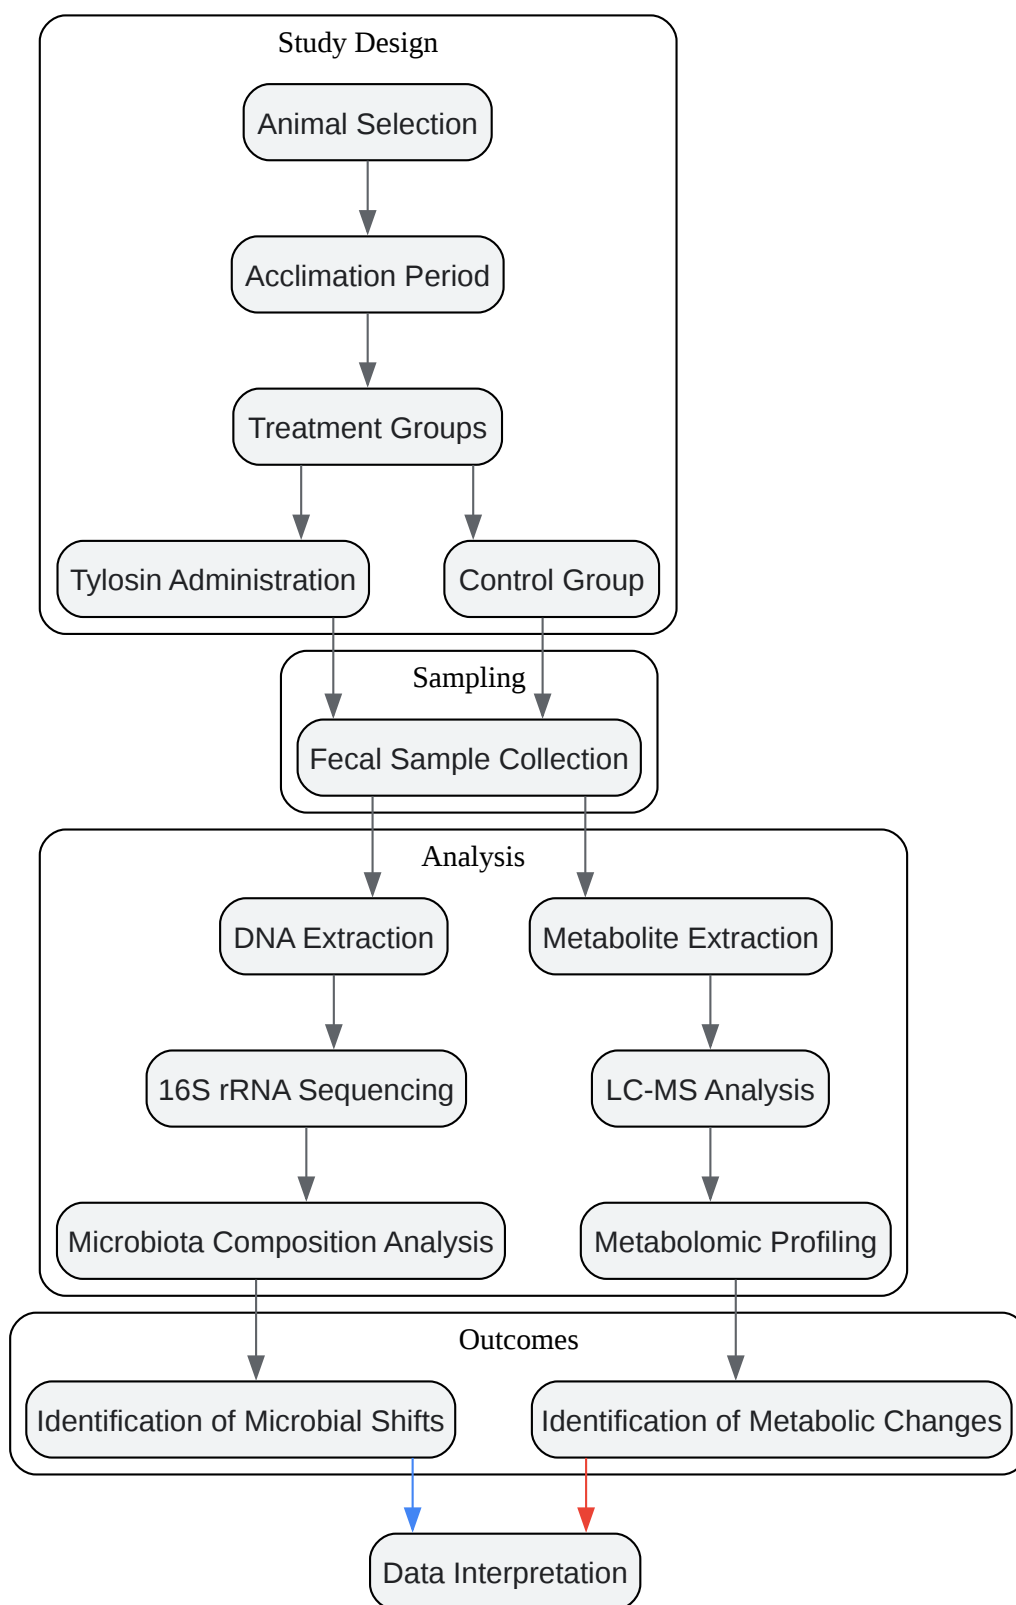 Study Design
Animal Selection
Acclimation Period
Treatment Groups
Tylosin Administration
Control Group
Sampling
Fecal Sample Collection
Analysis
DNA Extraction
Metabolite Extraction
16S rRNA Sequencing
LC-MS Analysis
Microbiota Composition Analysis
Metabolomic Profiling
Outcomes
Identification of Microbial Shifts
Identification of Metabolic Changes
Data Interpretation